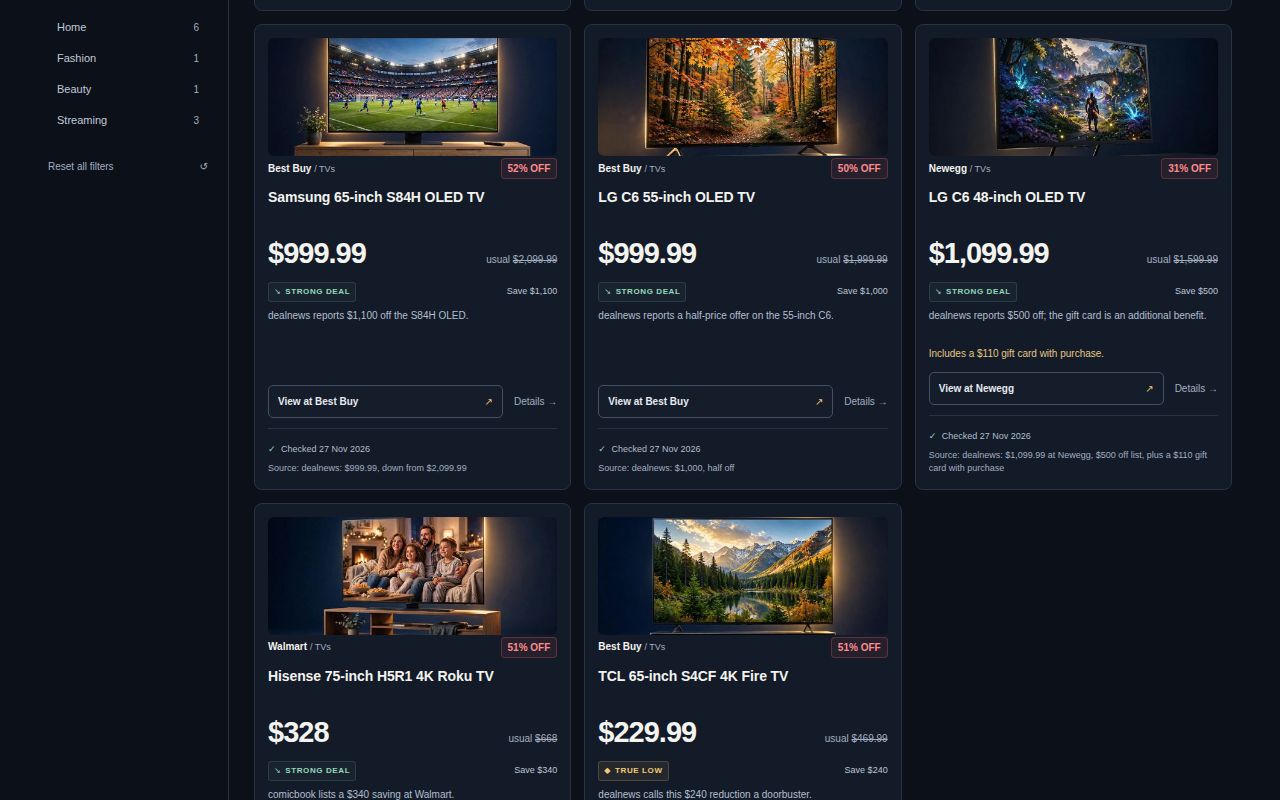 Home 6
Fashion 1
Beauty 1
Streaming 3
Reset all filters ↺
Best Buy / TVs 52% OFF
Samsung 65-inch S84H OLED TV
$999.99 usual $2,099.99
↘ STRONG DEAL Save $1,100
dealnews reports $1,100 off the S84H OLED.
View at Best Buy ↗ Details →
✓ Checked 27 Nov 2026
Source: dealnews: $999.99, down from $2,099.99
Best Buy / TVs 50% OFF
LG C6 55-inch OLED TV
$999.99 usual $1,999.99
↘ STRONG DEAL Save $1,000
dealnews reports a half-price offer on the 55-inch C6.
View at Best Buy ↗ Details →
✓ Checked 27 Nov 2026
Source: dealnews: $1,000, half off
Newegg / TVs 31% OFF
LG C6 48-inch OLED TV
$1,099.99 usual $1,599.99
↘ STRONG DEAL Save $500
dealnews reports $500 off; the gift card is an additional benefit.
Includes a $110 gift card with purchase.
View at Newegg ↗ Details →
✓ Checked 27 Nov 2026
Source: dealnews: $1,099.99 at Newegg, $500 off list, plus a $110 gift
card with purchase
Walmart / TVs 51% OFF
Hisense 75-inch H5R1 4K Roku TV
$328 usual $668
↘ STRONG DEAL Save $340
comicbook lists a $340 saving at Walmart.
Best Buy / TVs 51% OFF
TCL 65-inch S4CF 4K Fire TV
$229.99 usual $469.99
◆ TRUE LOW Save $240
dealnews calls this $240 reduction a doorbuster.